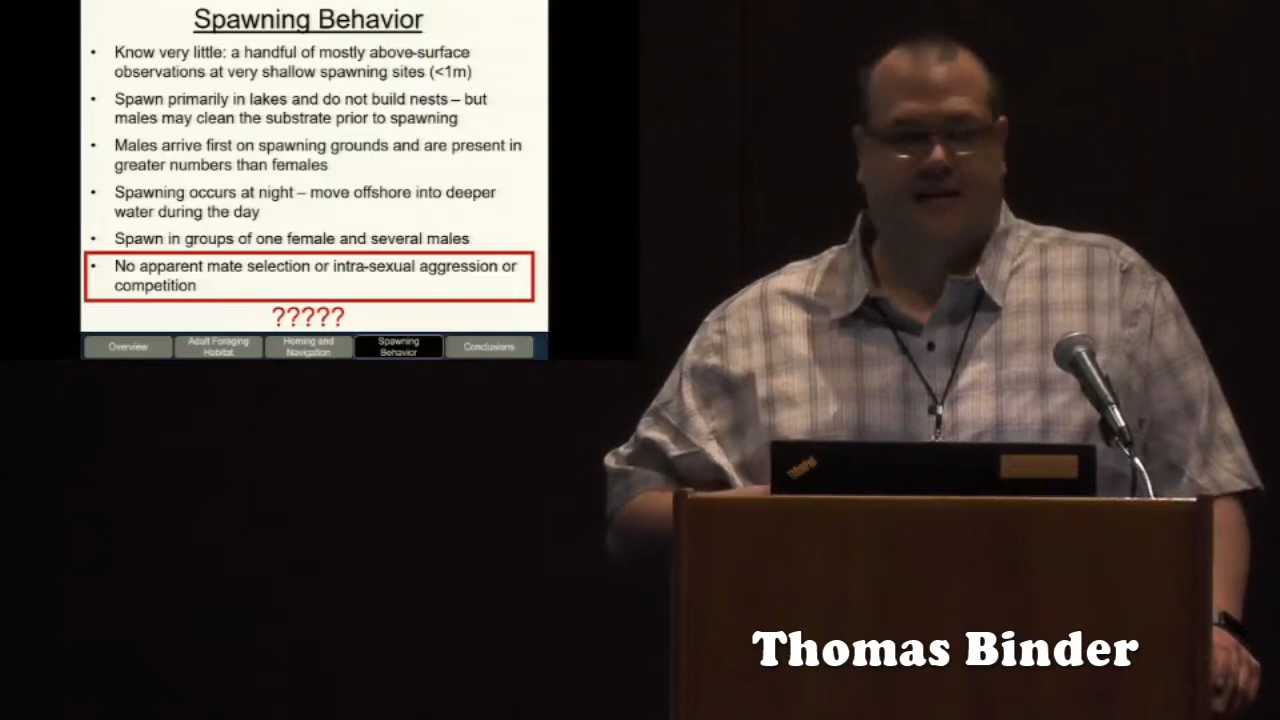 Spawning Behavior
• Know very little: a handful of mostly above-surface
observations at very shallow spawning sites (<1m)
• Spawn primarily in lakes and do not build nests – but
males may clean the substrate prior to spawning
• Males arrive first on spawning grounds and are present in
greater numbers than females
• Spawning occurs at night – move offshore into deeper
water during the day
• Spawn in groups of one female and several males
• No apparent mate selection or intra-sexual aggression or
competition
?????
Overview
Adult Foraging
Habitat
Homing and
Navigation
Spawning
Behavior
Conclusions
ThinkPad
Thomas Binder